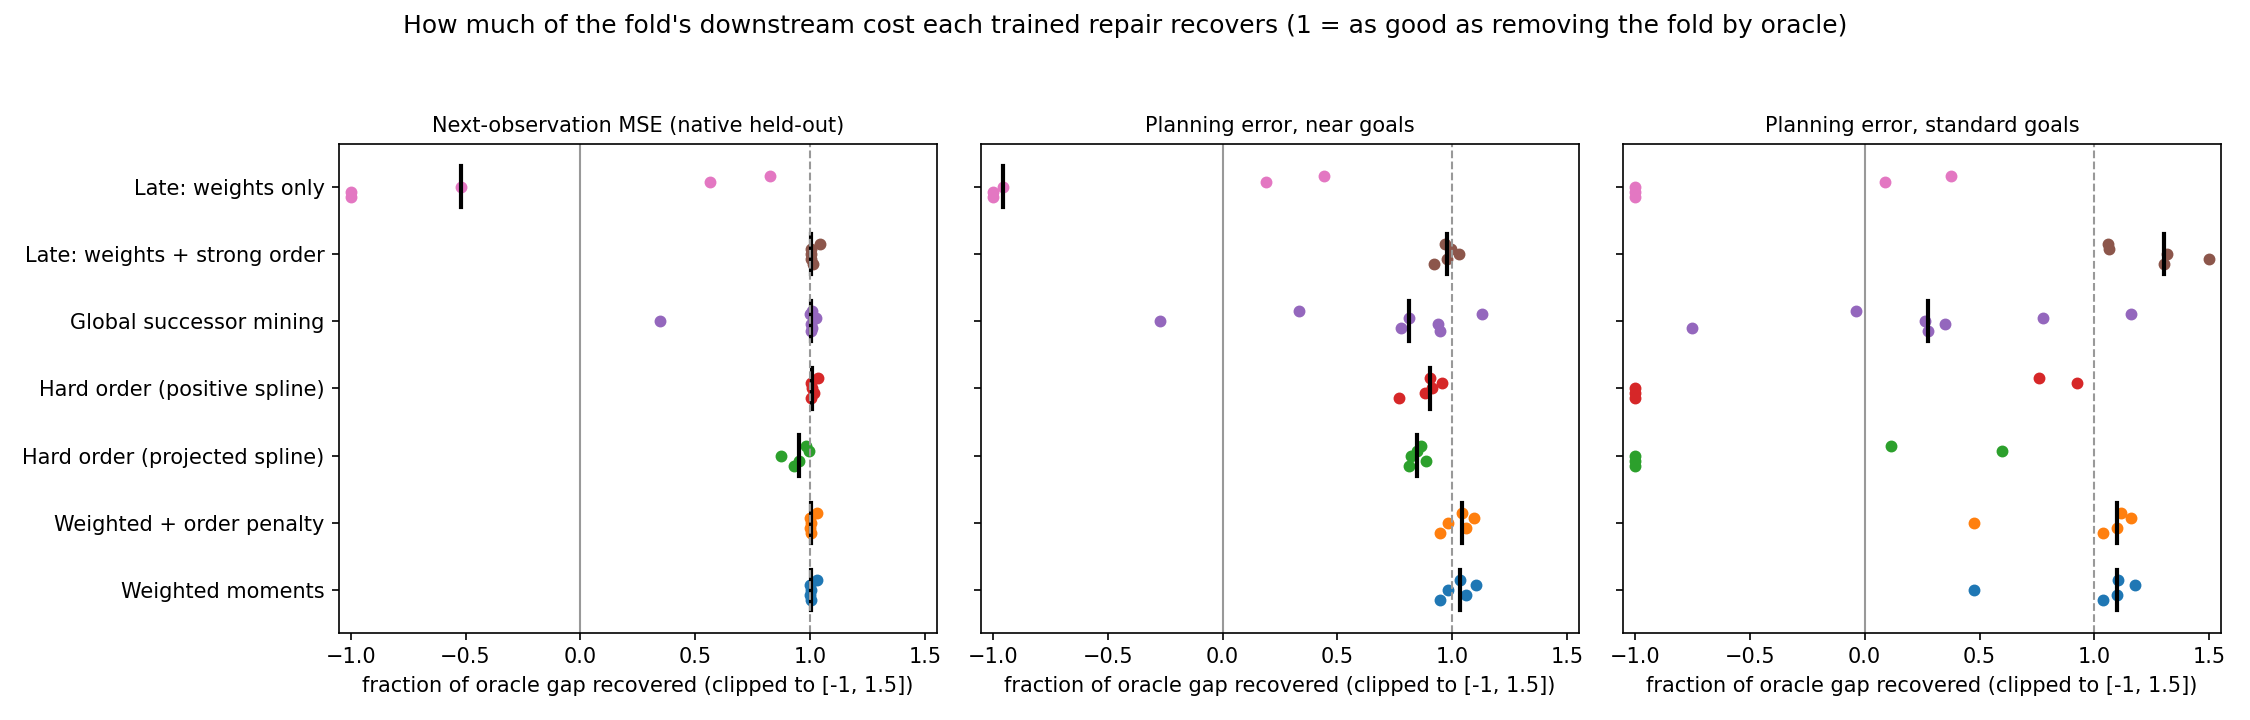 How much of the fold's downstream cost each trained repair recovers (1 = as good as removing the fold by oracle)
Next-observation MSE (native held-out)
Planning error, near goals
Planning error, standard goals
Late: weights only
Late: weights + strong order
Global successor mining
Hard order (positive spline)
Hard order (projected spline)
Weighted + order penalty
Weighted moments
−1.0 −0.5 0.0 0.5 1.0 1.5
−1.0 −0.5 0.0 0.5 1.0 1.5
−1.0 −0.5 0.0 0.5 1.0 1.5
fraction of oracle gap recovered (clipped to [-1, 1.5])
fraction of oracle gap recovered (clipped to [-1, 1.5])
fraction of oracle gap recovered (clipped to [-1, 1.5])